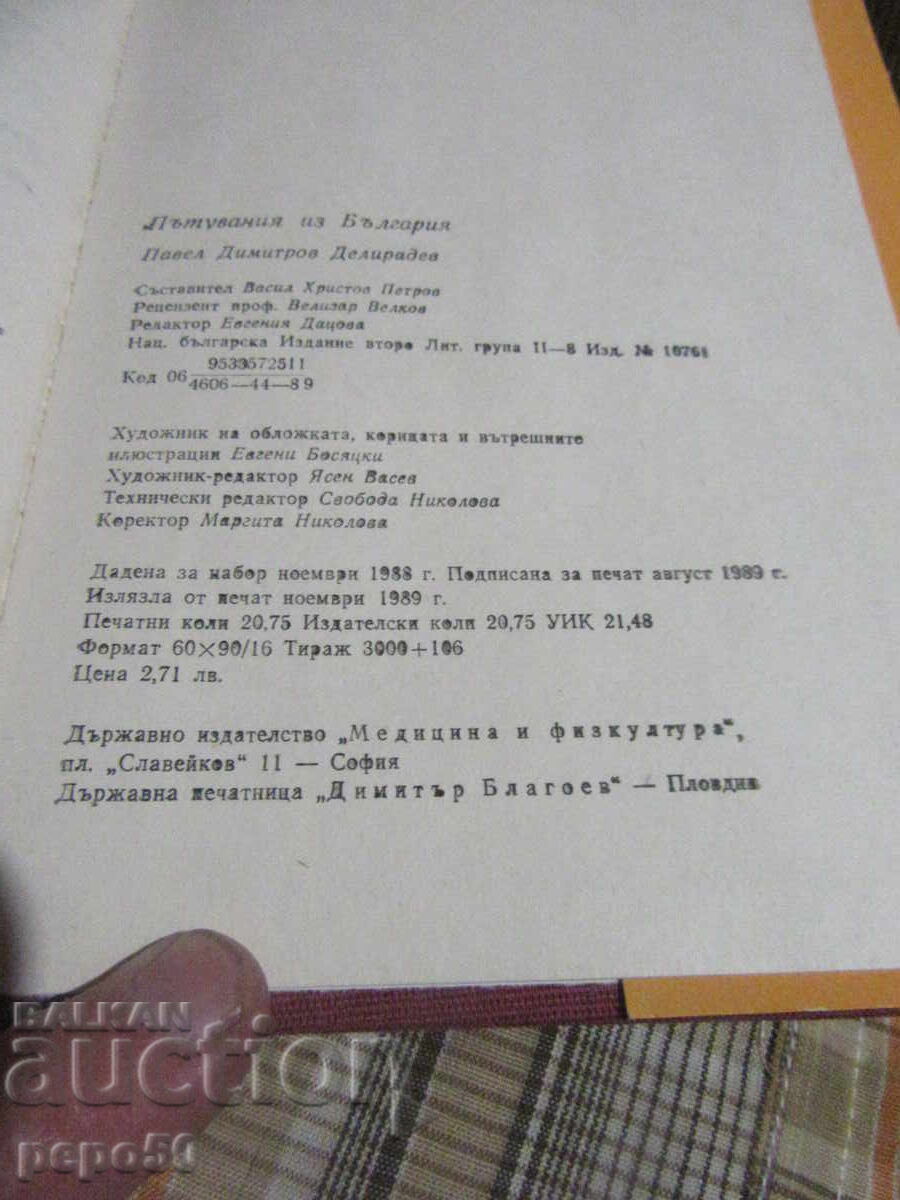 Пътувания из България
Павел Димитров Делирадев
Съставител Васил Христов Петров
Рецензент проф. Велизар Велков
Редактор Евгения Дацова
Нац. българска Издание второ Лит. група II—8 Изд. № 10761
9533572511
Код 06
4606—44—89
Художник на обложката, корицата и вътрешните
илюстрации Евгени Босяцки
Художник-редактор Ясен Васев
Технически редактор Свобода Николова
Коректор Маргита Николова
Дадена за набор ноември 1988 г. Подписана за печат август 1989 г.
Излязла от печат ноември 1989 г.
Печатни коли 20,75 Издателски коли 20,75 УИК 21,48
Формат 60×90/16 Тираж 3000+106
Цена 2,71 лв.
Държавно издателство „Медицина и физкултура“,
пл. „Славейков“ 11 — София
Държавна печатница „Димитър Благоев“ — Пловдив
BALKAN
auction
pepo59